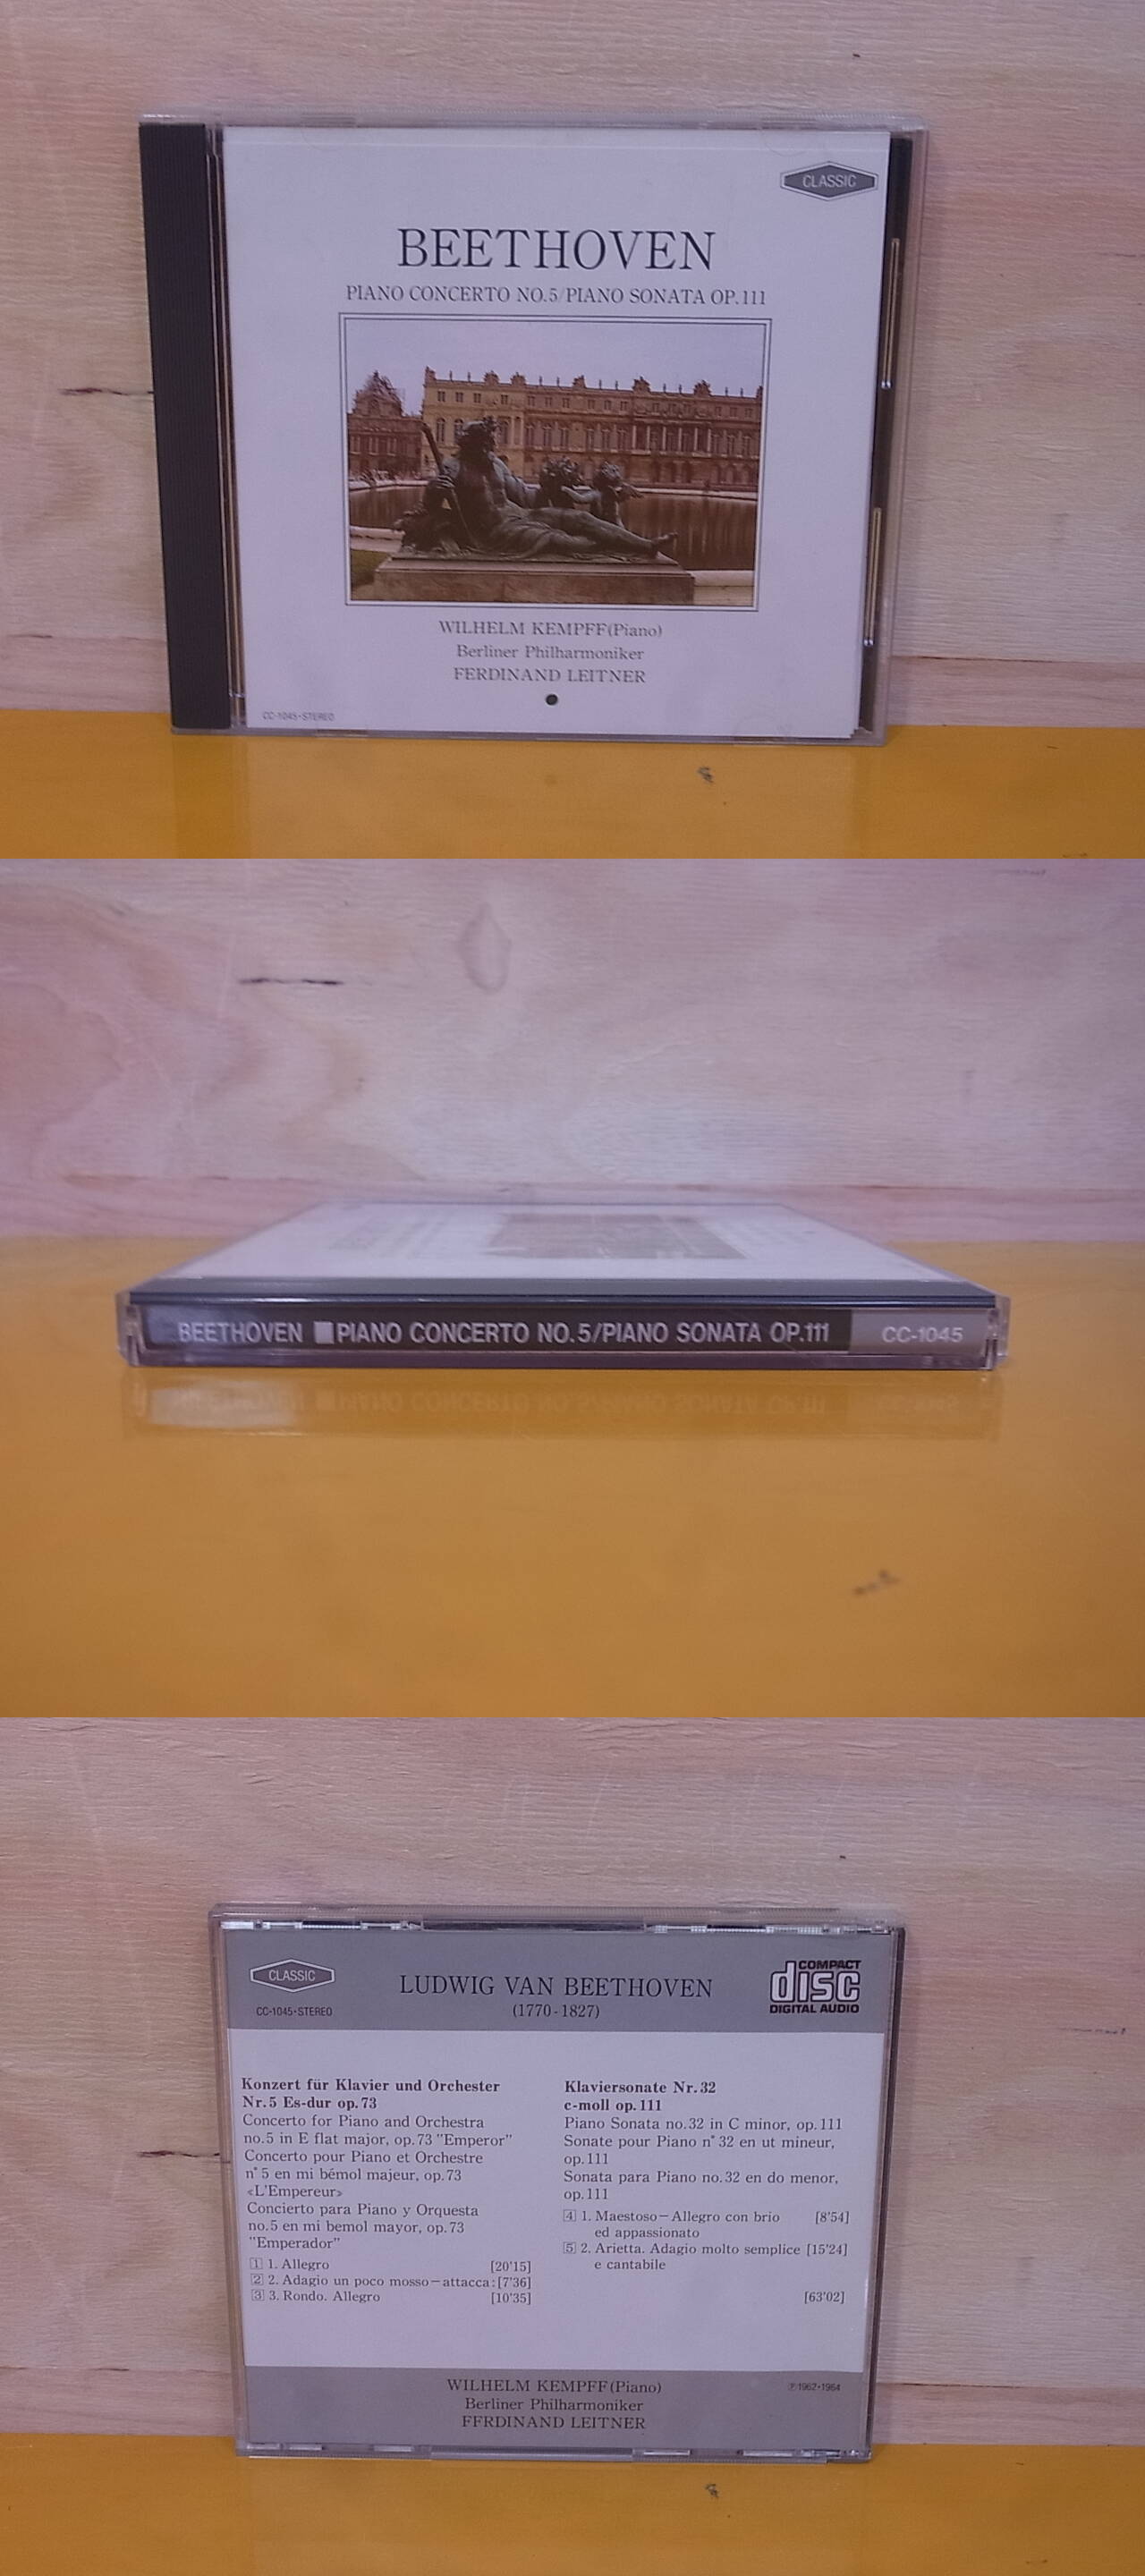 CLASSIC
BEETHOVEN
PIANO CONCERTO NO.5/PIANO SONATA OP.111
WILHELM KEMPFF(Piano)
Berliner Philharmoniker
FERDINAND LEITNER
CC-1045・STEREO
BEETHOVEN ■PIANO CONCERTO NO.5/PIANO SONATA OP.111 CC-1045
CLASSIC
CC-1045・STEREO
LUDWIG VAN BEETHOVEN
(1770-1827)
COMPACT
disc
DIGITAL AUDIO
Konzert für Klavier und Orchester
Nr.5 Es-dur op.73
Concerto for Piano and Orchestra
no.5 in E flat major, op.73 "Emperor"
Concerto pour Piano et Orchestre
n° 5 en mi bémol majeur, op.73
«L'Empereur»
Concierto para Piano y Orquesta
no.5 en mi bemol mayor, op.73
"Emperador"
1 1. Allegro [20'15]
2 2. Adagio un poco mosso—attacca: [7'36]
3 3. Rondo. Allegro [10'35]
Klaviersonate Nr.32
c-moll op.111
Piano Sonata no.32 in C minor, op.111
Sonate pour Piano n° 32 en ut mineur,
op.111
Sonata para Piano no.32 en do menor,
op.111
4 1. Maestoso—Allegro con brio [8'54]
ed appassionato
5 2. Arietta. Adagio molto semplice [15'24]
e cantabile
[63'02]
WILHELM KEMPFF(Piano)
Berliner Philharmoniker
FFRDINAND LEITNER
℗1962・1964